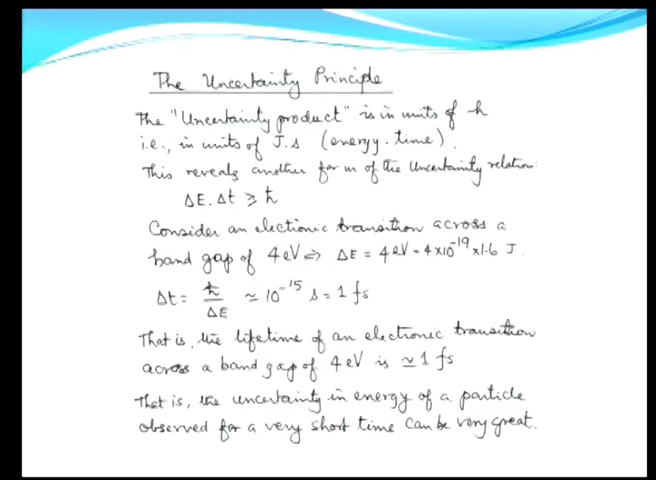 The Uncertainty Principle
The "Uncertainty product" is in units of ℏ
i.e., in units of J.s (energy. time).
This reveals another form of the Uncertainty relation:
ΔE. Δt ≥ ℏ
Consider an electronic transition across a
band gap of 4eV ⇒ ΔE = 4eV = 4×10⁻¹⁹×1.6 J.
Δt = ℏ/ΔE ≃ 10⁻¹⁵ s = 1 fs
That is, the lifetime of an electronic transition
across a band gap of 4eV is ≃ 1 fs
That is, the uncertainty in energy of a particle
observed for a very short time can be very great.